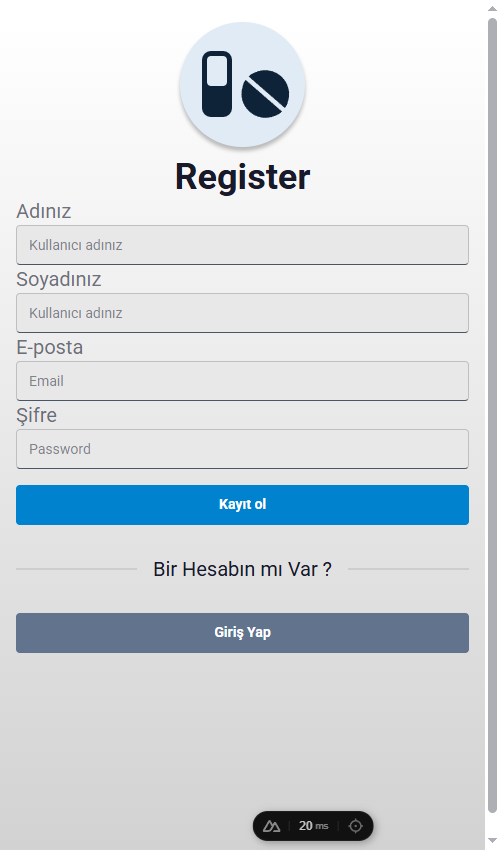 Register
Adınız
Kullanıcı adınız
Soyadınız
Kullanıcı adınız
E-posta
Email
Şifre
Password
Kayıt ol
Bir Hesabın mı Var ?
Giriş Yap
20 ms